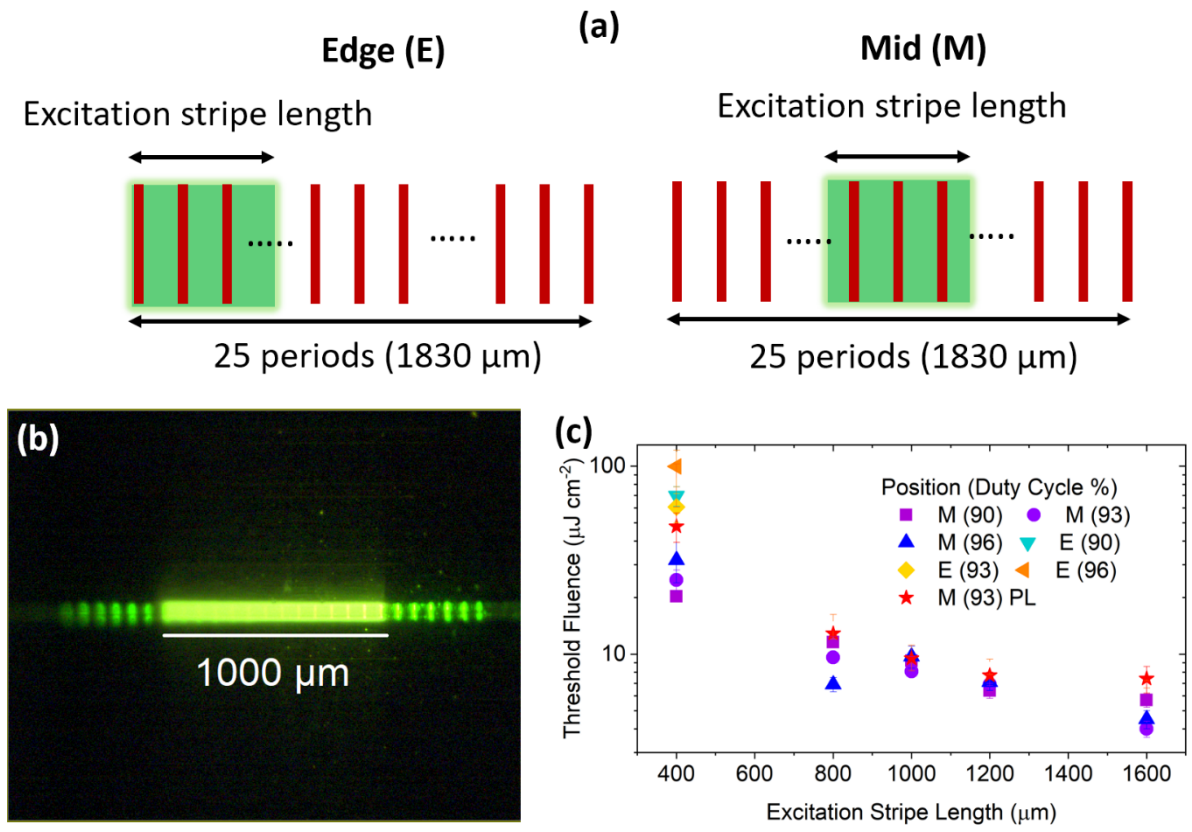 (a)
Edge (E)
Mid (M)
Excitation stripe length
Excitation stripe length
25 periods (1830 μm)
25 periods (1830 μm)
(b)
1000 μm
(c)
Threshold Fluence (μJ cm⁻²)
100
10
Position (Duty Cycle %)
M (90) M (93)
M (96) E (90)
E (93) E (96)
M (93) PL
400 600 800 1000 1200 1400 1600
Excitation Stripe Length (μm)